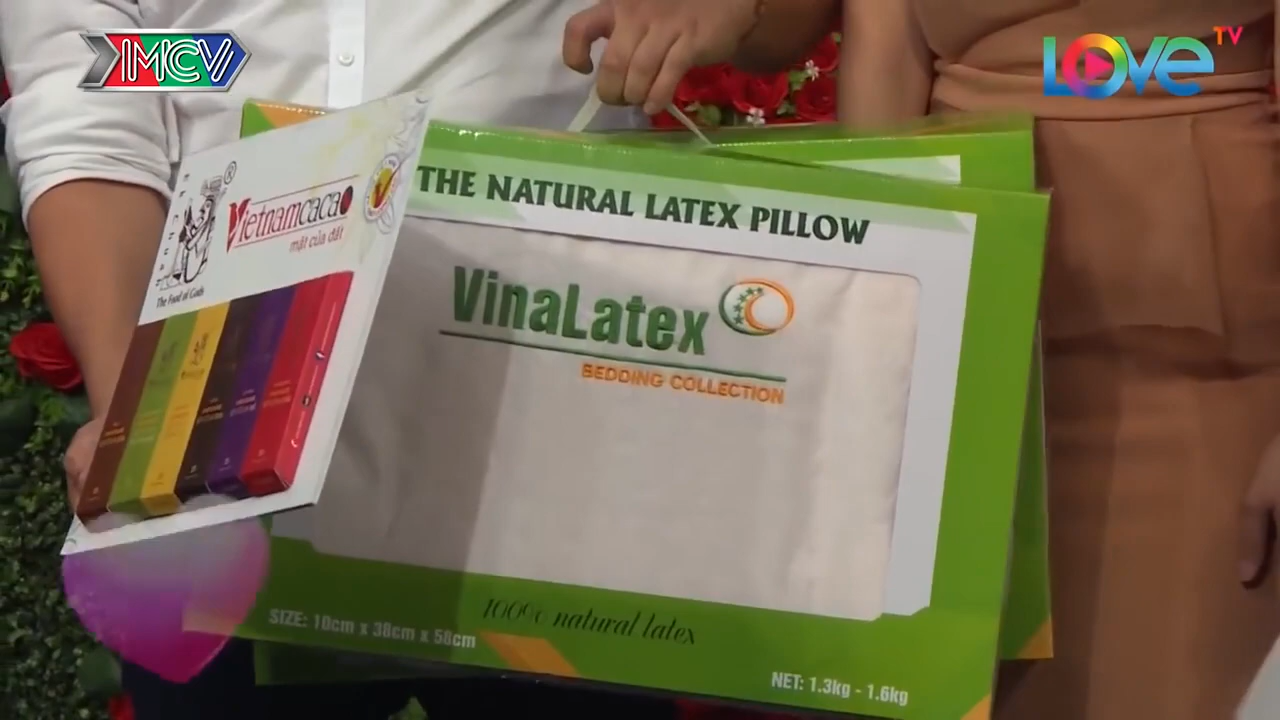 MCV
LOVE TV
Vietnamcacao
mật của đất
The Food of Gods
THE NATURAL LATEX PILLOW
VinaLatex
BEDDING COLLECTION
100% natural latex
SIZE: 10cm x 38cm x 58cm
NET: 1.3kg - 1.6kg